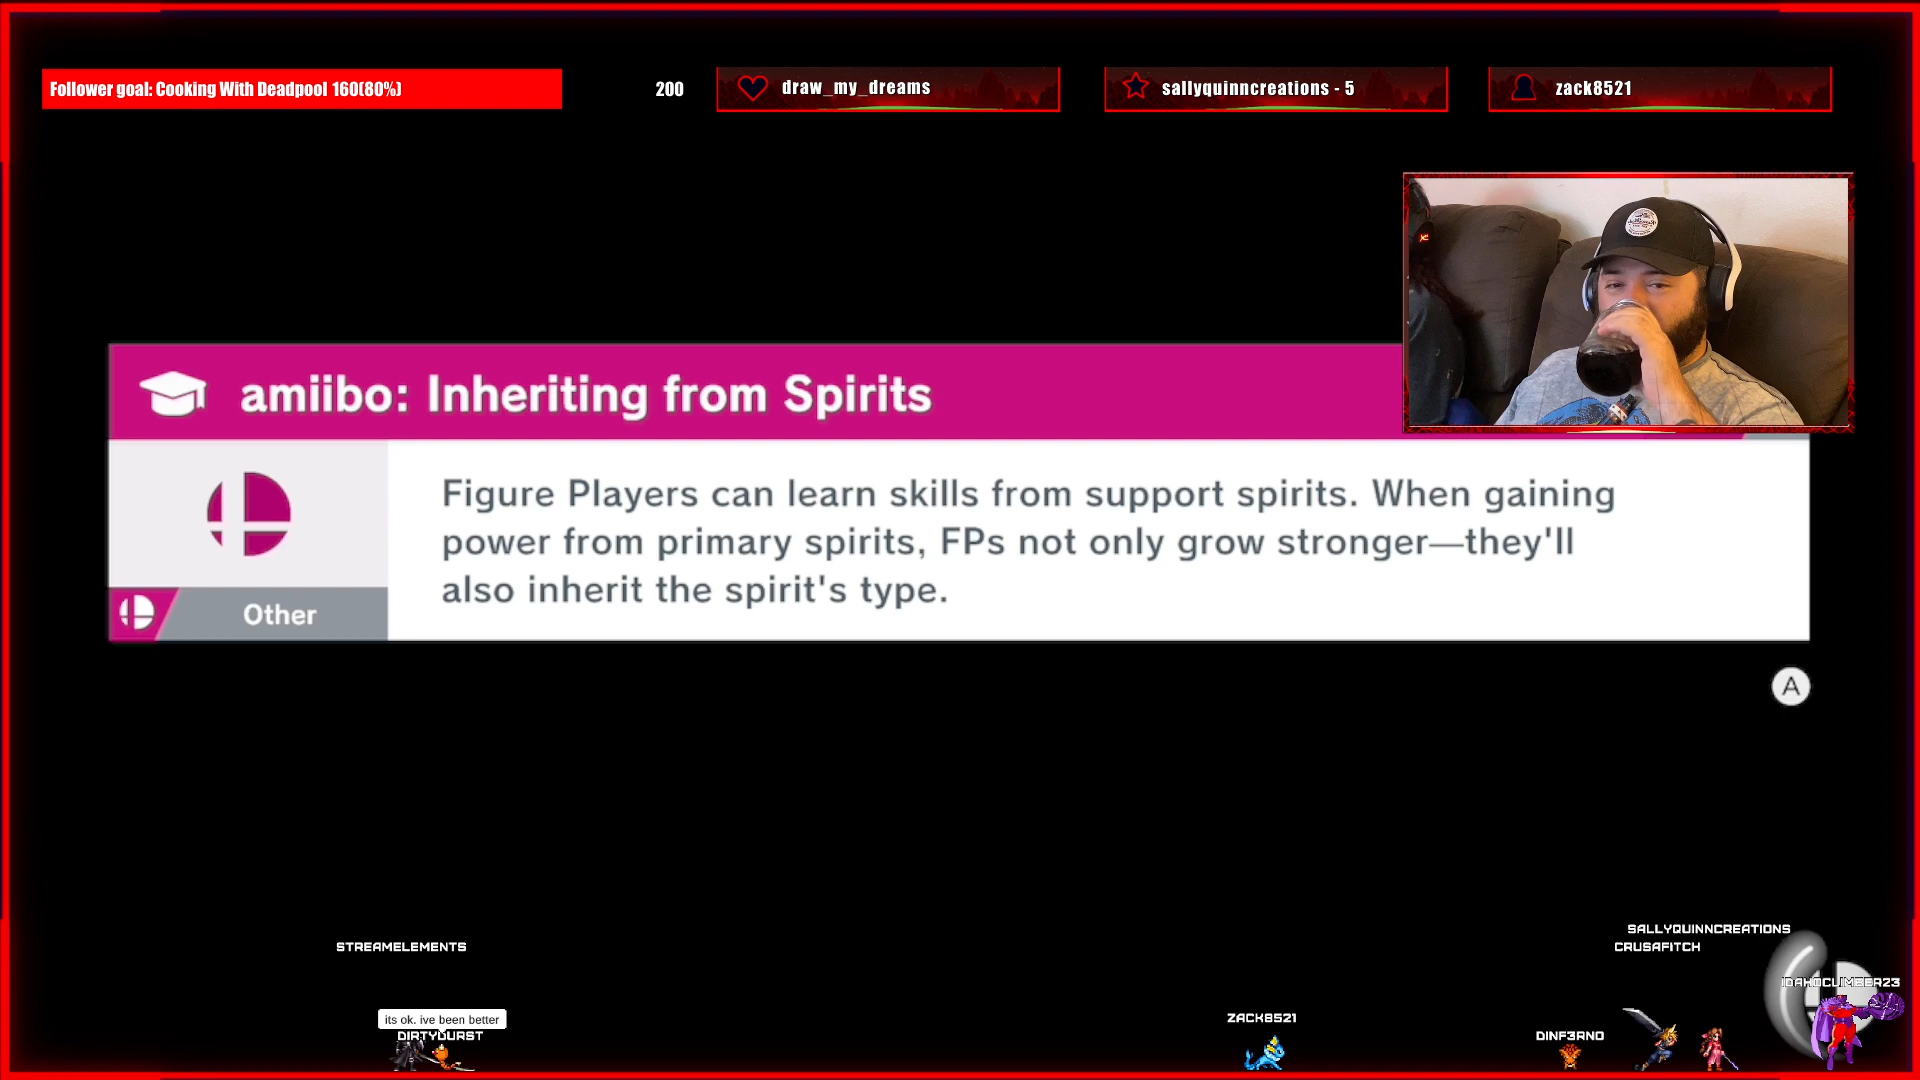 Follower goal: Cooking With Deadpool 160(80%)
200
draw_my_dreams
sallyquinncreations - 5
zack8521
amiibo: Inheriting from Spirits
Figure Players can learn skills from support spirits. When gaining
power from primary spirits, FPs not only grow stronger—they'll
also inherit the spirit's type.
Other
A
SALLYQUINNCREATIONS
STREAMELEMENTS
CRUSAFITCH
IDAHOCLIMBER23
its ok. ive been better
ZACK8521
DIRTYDURST
DINF3RNO